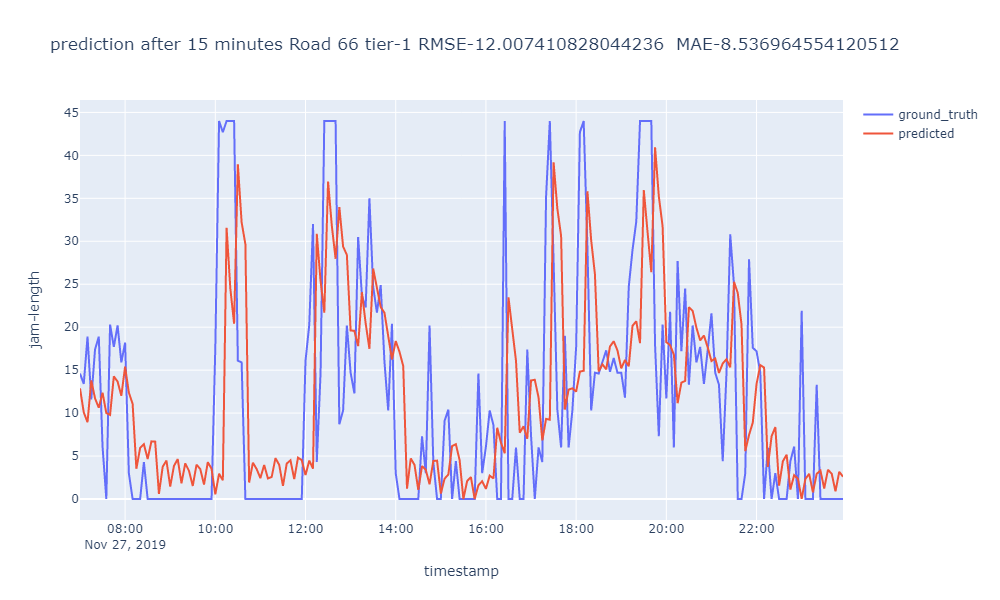 prediction after 15 minutes Road 66 tier-1 RMSE-12.007410828044236  MAE-8.536964554120512
ground_truth
predicted
45
40
35
30
25
20
15
10
5
0
jam-length
08:00 10:00 12:00 14:00 16:00 18:00 20:00 22:00
Nov 27, 2019
timestamp